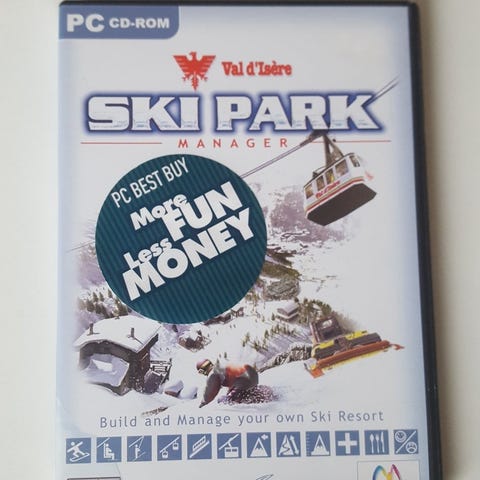 PC CD-ROM
Val d'Isère
SKI PARK
MANAGER
PC BEST BUY
More
FUN
Less
MONEY
Build and Manage your own Ski Resort